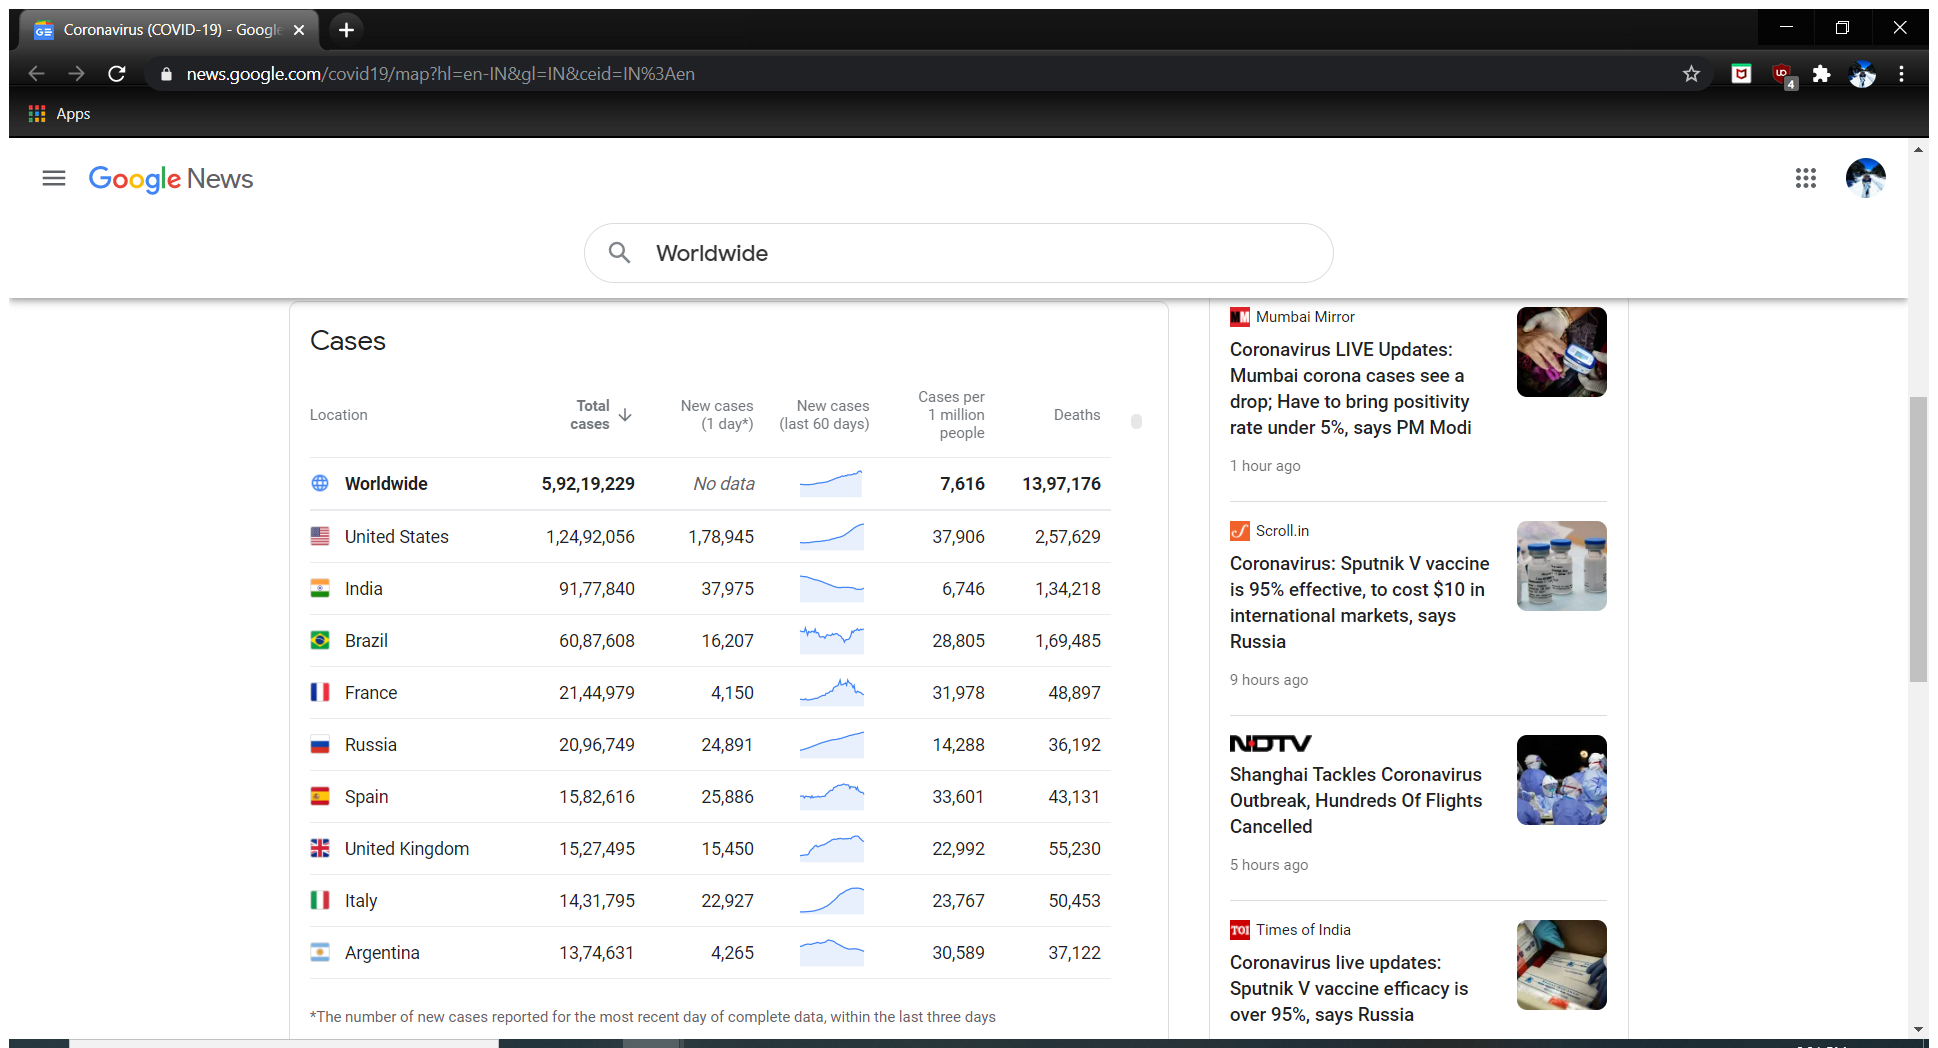 Coronavirus (COVID-19) - Google
news.google.com/covid19/map?hl=en-IN&gl=IN&ceid=IN%3Aen
4
Apps
Google News
Worldwide
Cases
Location Total cases New cases (1 day*) New cases (last 60 days) Cases per 1 million people Deaths
Worldwide 5,92,19,229 No data 7,616 13,97,176
United States 1,24,92,056 1,78,945 37,906 2,57,629
India 91,77,840 37,975 6,746 1,34,218
Brazil 60,87,608 16,207 28,805 1,69,485
France 21,44,979 4,150 31,978 48,897
Russia 20,96,749 24,891 14,288 36,192
Spain 15,82,616 25,886 33,601 43,131
United Kingdom 15,27,495 15,450 22,992 55,230
Italy 14,31,795 22,927 23,767 50,453
Argentina 13,74,631 4,265 30,589 37,122
*The number of new cases reported for the most recent day of complete data, within the last three days
MM Mumbai Mirror
Coronavirus LIVE Updates:
Mumbai corona cases see a
drop; Have to bring positivity
rate under 5%, says PM Modi
1 hour ago
Scroll.in
Coronavirus: Sputnik V vaccine
is 95% effective, to cost $10 in
international markets, says
Russia
9 hours ago
NDTV
Shanghai Tackles Coronavirus
Outbreak, Hundreds Of Flights
Cancelled
5 hours ago
TOI Times of India
Coronavirus live updates:
Sputnik V vaccine efficacy is
over 95%, says Russia